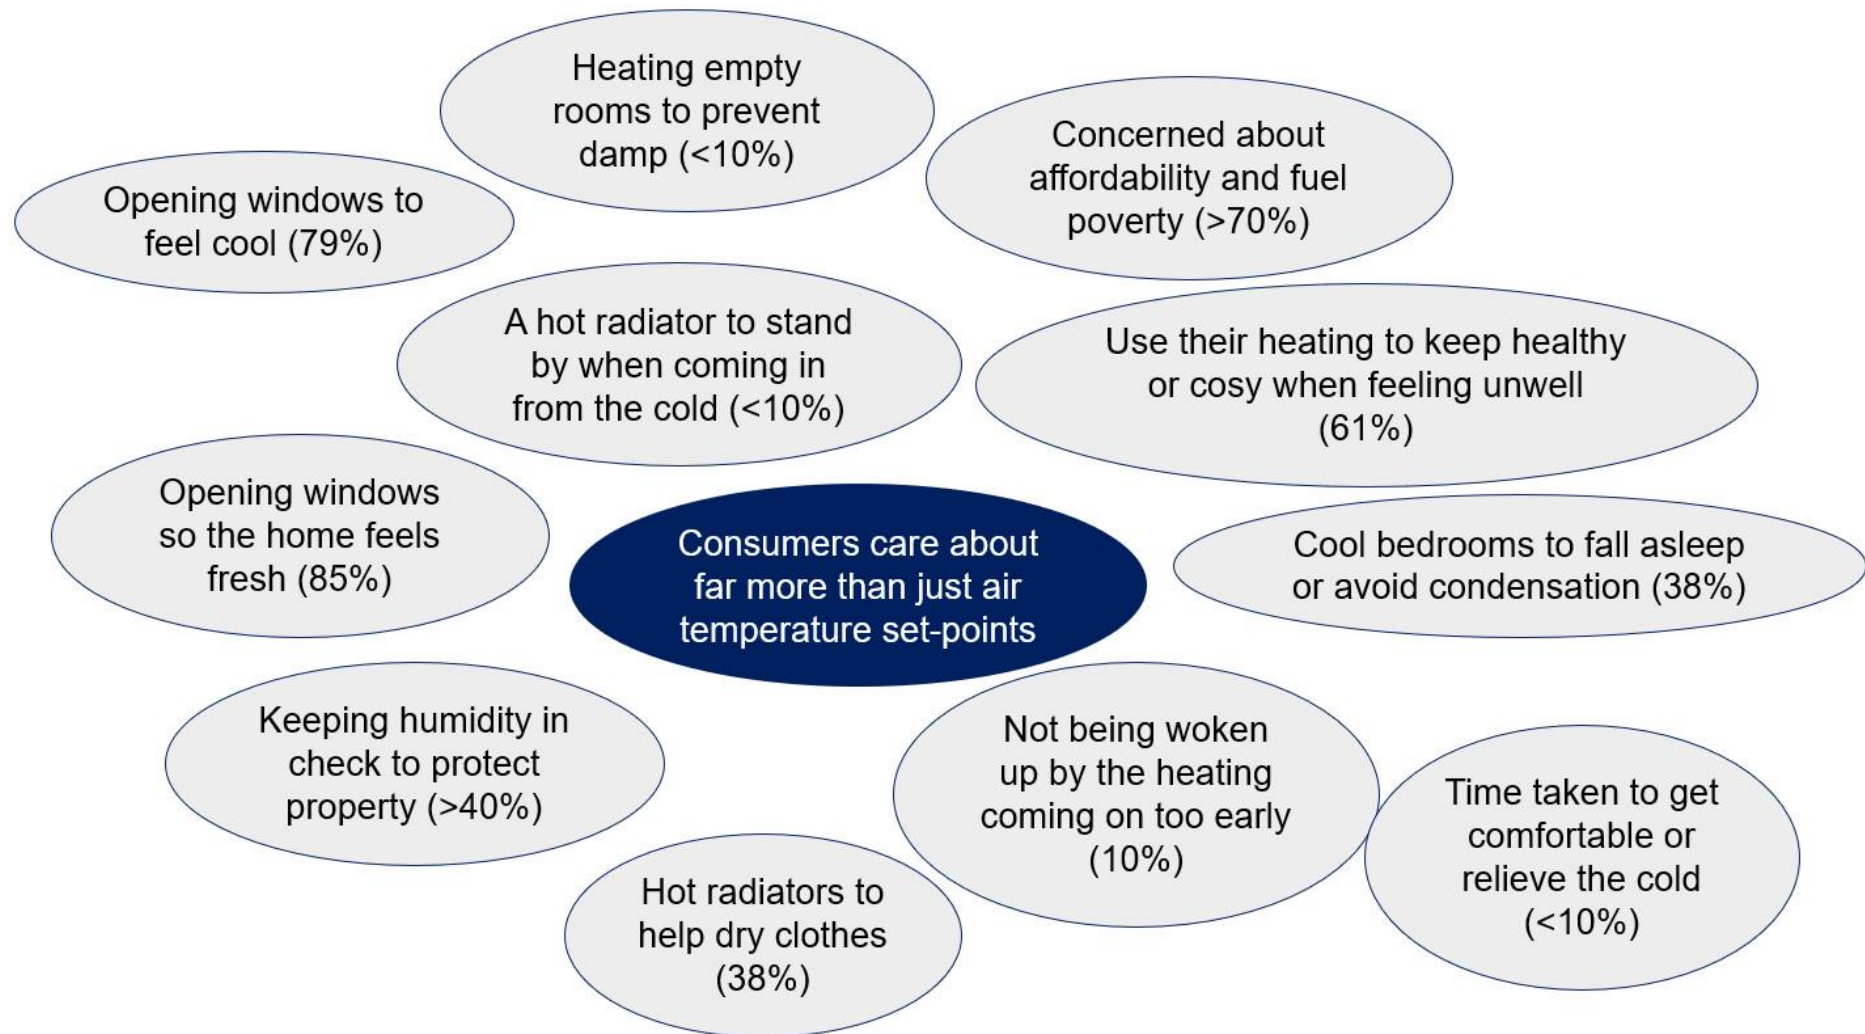 Heating empty
rooms to prevent
damp (<10%)
Concerned about
affordability and fuel
poverty (>70%)
Opening windows to
feel cool (79%)
A hot radiator to stand
by when coming in
from the cold (<10%)
Use their heating to keep healthy
or cosy when feeling unwell
(61%)
Opening windows
so the home feels
fresh (85%)
Consumers care about
far more than just air
temperature set-points
Cool bedrooms to fall asleep
or avoid condensation (38%)
Keeping humidity in
check to protect
property (>40%)
Not being woken
up by the heating
coming on too early
(10%)
Time taken to get
comfortable or
relieve the cold
(<10%)
Hot radiators to
help dry clothes
(38%)